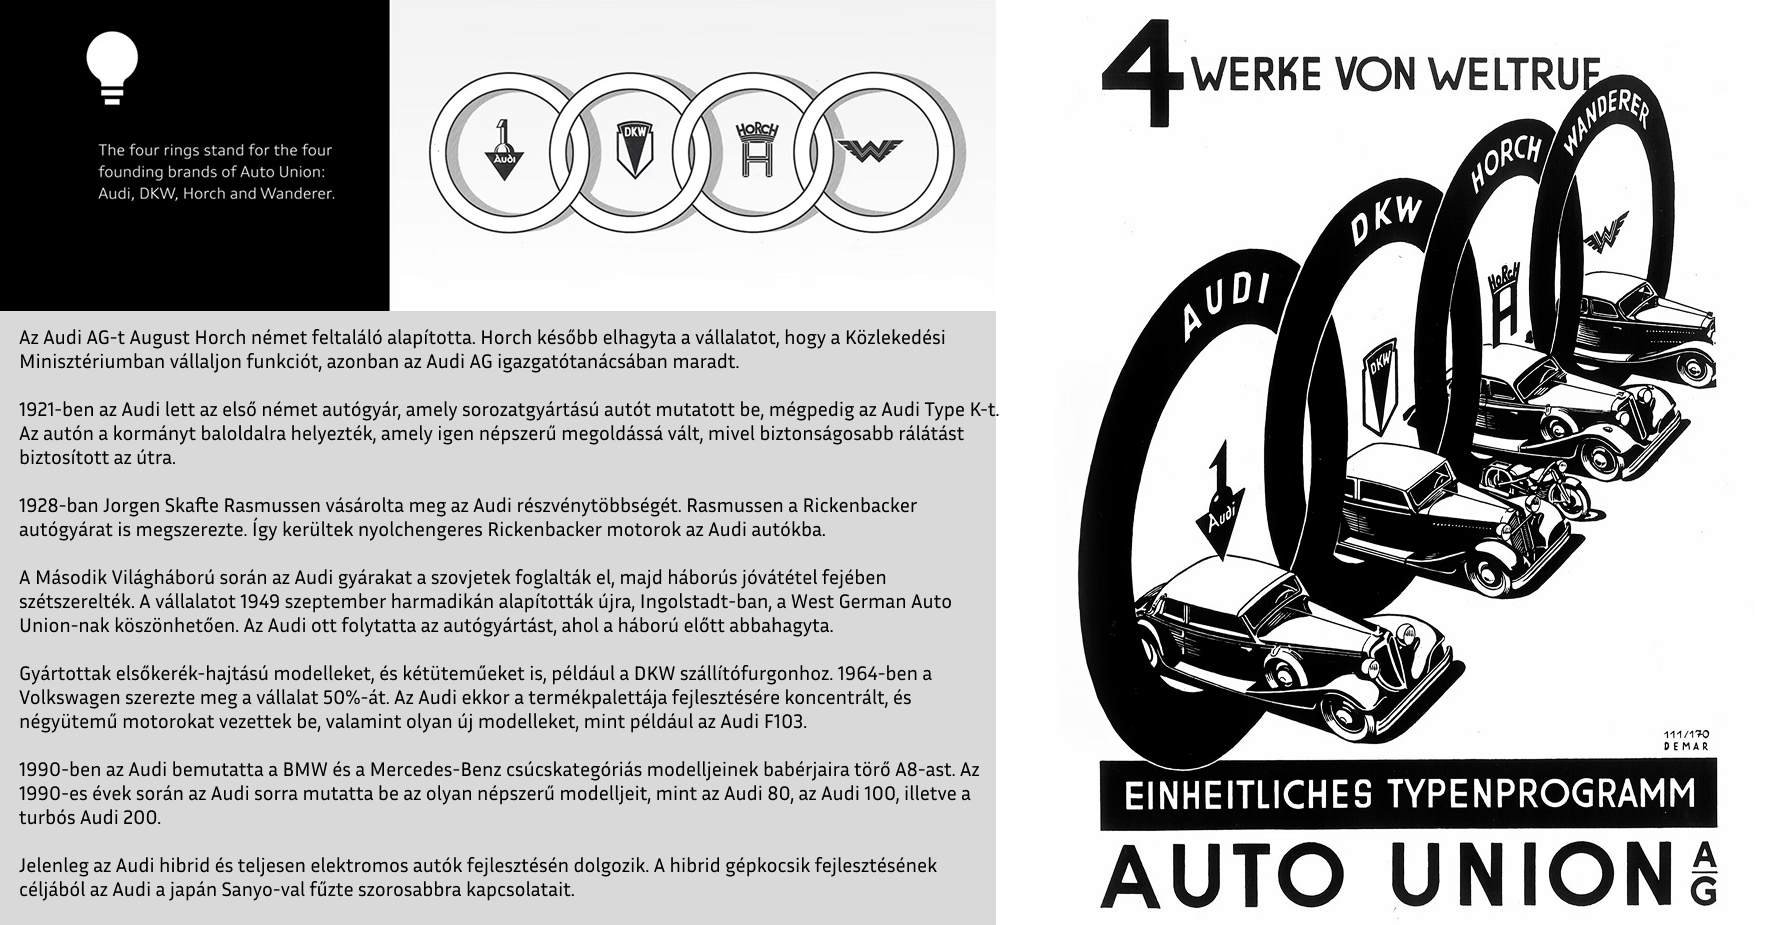 The four rings stand for the four
founding brands of Auto Union:
Audi, DKW, Horch and Wanderer.
1
Audi
DKW
HORCH
H
W
Az Audi AG-t August Horch német feltaláló alapította. Horch később elhagyta a vállalatot, hogy a Közlekedési
Minisztériumban vállaljon funkciót, azonban az Audi AG igazgatótanácsában maradt.
1921-ben az Audi lett az első német autógyár, amely sorozatgyártású autót mutatott be, mégpedig az Audi Type K-t.
Az autón a kormányt baloldalra helyezték, amely igen népszerű megoldássá vált, mivel biztonságosabb rálátást
biztosított az útra.
1928-ban Jorgen Skafte Rasmussen vásárolta meg az Audi részvénytöbbségét. Rasmussen a Rickenbacker
autógyárat is megszerezte. Így kerültek nyolchengeres Rickenbacker motorok az Audi autókba.
A Második Világháború során az Audi gyárakat a szovjetek foglalták el, majd háborús jóvátétel fejében
szétszerelték. A vállalatot 1949 szeptember harmadikán alapították újra, Ingolstadt-ban, a West German Auto
Union-nak köszönhetően. Az Audi ott folytatta az autógyártást, ahol a háború előtt abbahagyta.
Gyártottak elsőkerék-hajtású modelleket, és kétüteműeket is, például a DKW szállítófurgonhoz. 1964-ben a
Volkswagen szerezte meg a vállalat 50%-át. Az Audi ekkor a termékpalettája fejlesztésére koncentrált, és
négyütemű motorokat vezettek be, valamint olyan új modelleket, mint például az Audi F103.
1990-ben az Audi bemutatta a BMW és a Mercedes-Benz csúcskategóriás modelljeinek babérjaira törő A8-ast. Az
1990-es évek során az Audi sorra mutatta be az olyan népszerű modelljeit, mint az Audi 80, az Audi 100, illetve a
turbós Audi 200.
Jelenleg az Audi hibrid és teljesen elektromos autók fejlesztésén dolgozik. A hibrid gépkocsik fejlesztésének
céljából az Audi a japán Sanyo-val fűzte szorosabbra kapcsolatait.
4 WERKE VON WELTRUF
WANDERER
HORCH
DKW
AUDI
W
HORCH
H
DKW
1
Audi
111/170
DEMAR
EINHEITLICHES TYPENPROGRAMM
AUTO UNION AG